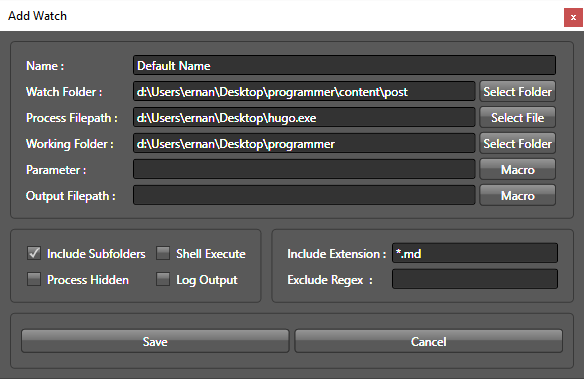 Add Watch
Name : Default Name
Watch Folder : d:\Users\ernan\Desktop\programmer\content\post Select Folder
Process Filepath : d:\Users\ernan\Desktop\hugo.exe Select File
Working Folder : d:\Users\ernan\Desktop\programmer Select Folder
Parameter : Macro
Output Filepath : Macro
Include Subfolders Shell Execute Include Extension : *.md
Process Hidden Log Output Exclude Regex :
Save Cancel